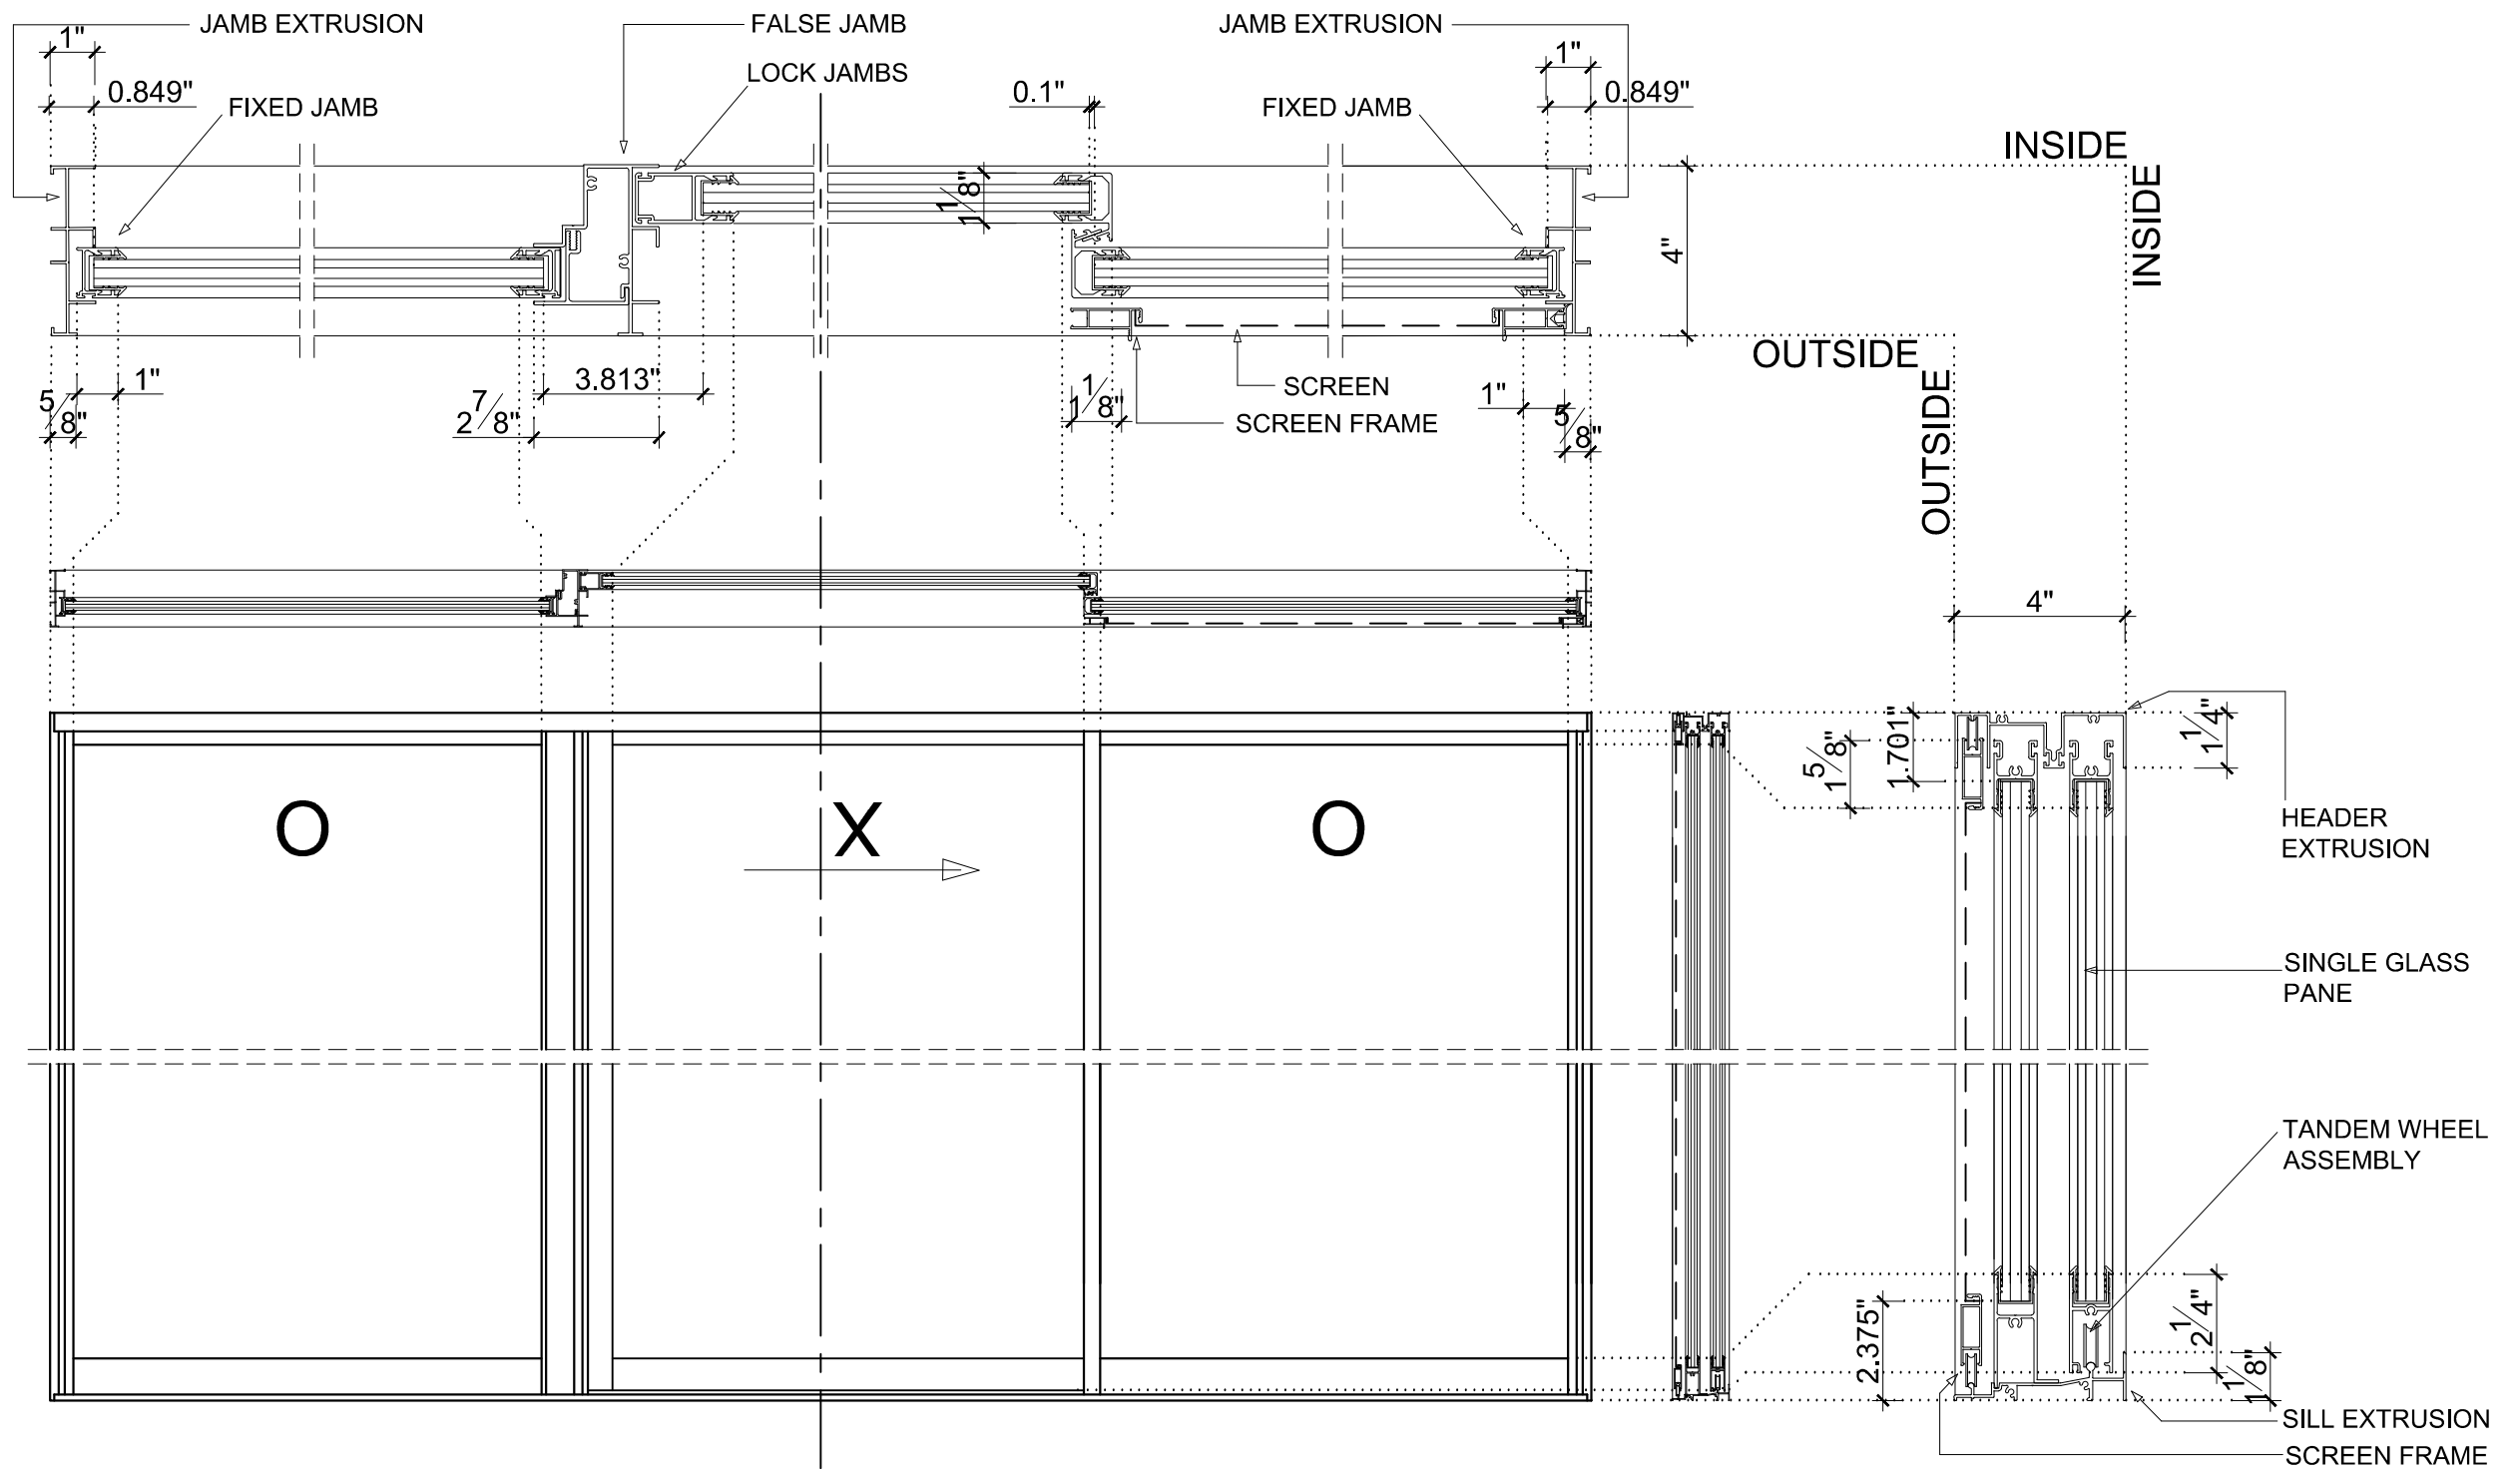 JAMB EXTRUSION
FALSE JAMB
JAMB EXTRUSION
1"
1"
LOCK JAMBS
0.849"
0.1"
0.849"
FIXED JAMB
FIXED JAMB
INSIDE
INSIDE
1 1/8"
4"
OUTSIDE
OUTSIDE
5/8"
1"
2 7/8"
3.813"
1 1/8"
SCREEN
1"
SCREEN FRAME
5/8"
4"
1 5/8"
1.701"
1 1/4"
O
X
O
HEADER
EXTRUSION
SINGLE GLASS
PANE
TANDEM WHEEL
ASSEMBLY
2.375"
2 1/4"
1 1/8"
SILL EXTRUSION
SCREEN FRAME